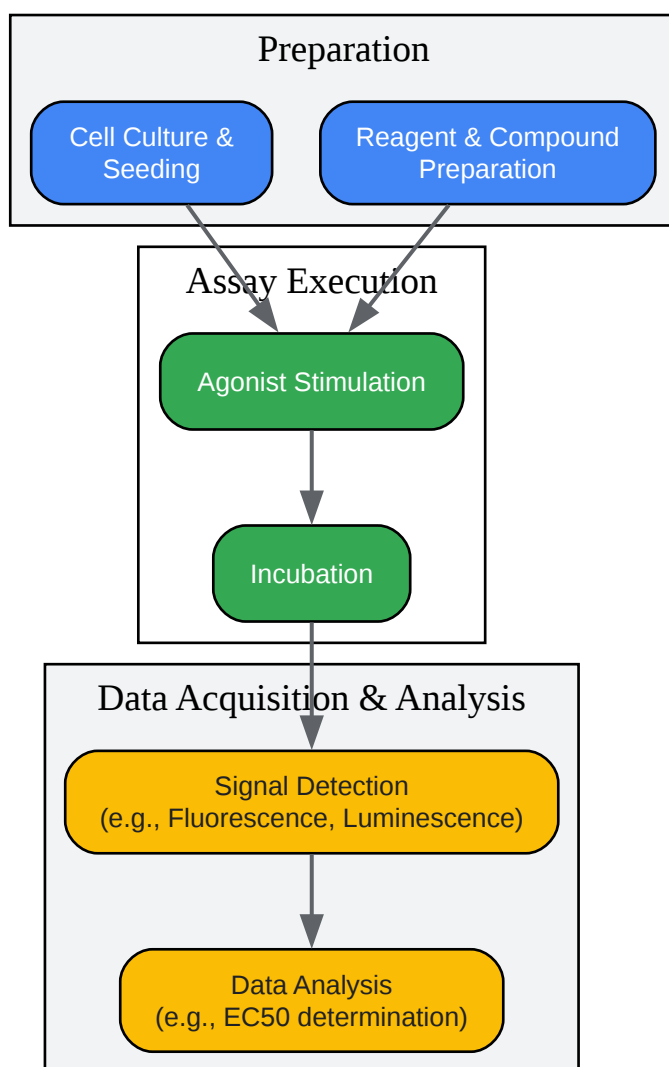 Preparation
Cell Culture &
Seeding
Reagent & Compound
Preparation
Assay Execution
Agonist Stimulation
Incubation
Data Acquisition & Analysis
Signal Detection
(e.g., Fluorescence, Luminescence)
Data Analysis
(e.g., EC50 determination)